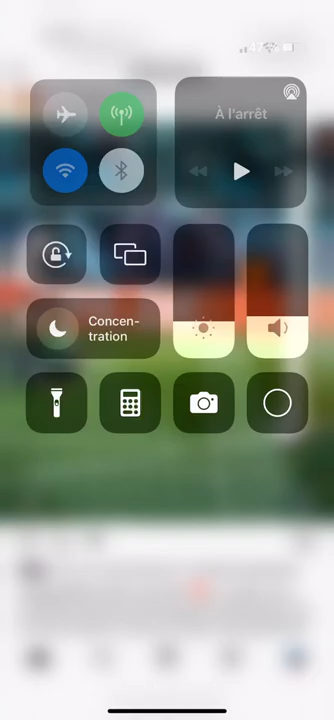 À l'arrêt
Concen-
tration